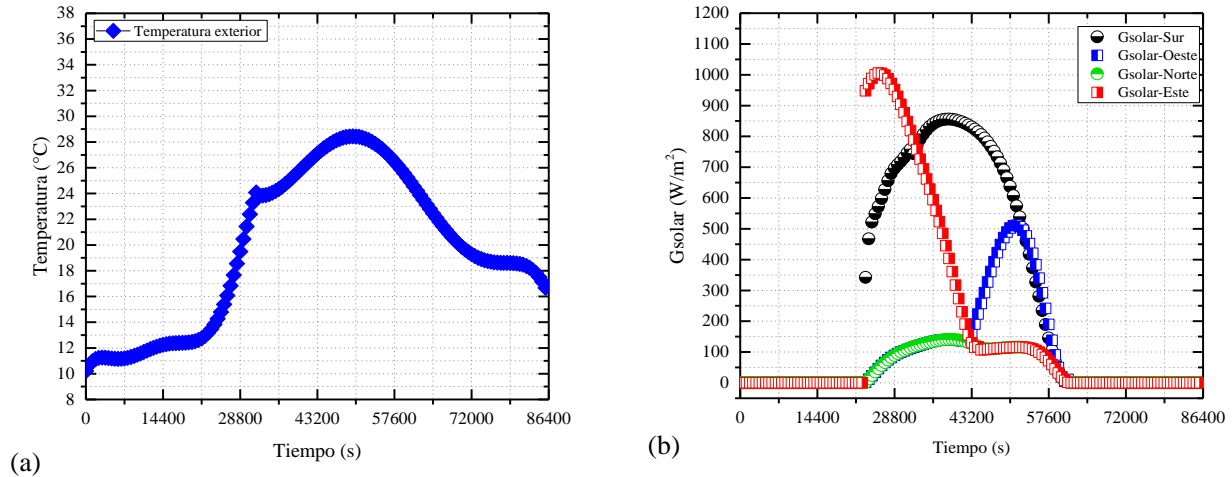 38
36
34
32
30
28
26
24
22
20
18
16
14
12
10
8
Temperatura (°C)
Temperatura exterior
0 14400 28800 43200 57600 72000 86400
Tiempo (s)
(a)
1200
1100
1000
900
800
700
600
500
400
300
200
100
0
Gsolar (W/m2)
Gsolar-Sur
Gsolar-Oeste
Gsolar-Norte
Gsolar-Este
0 14400 28800 43200 57600 72000 86400
Tiempo (s)
(b)